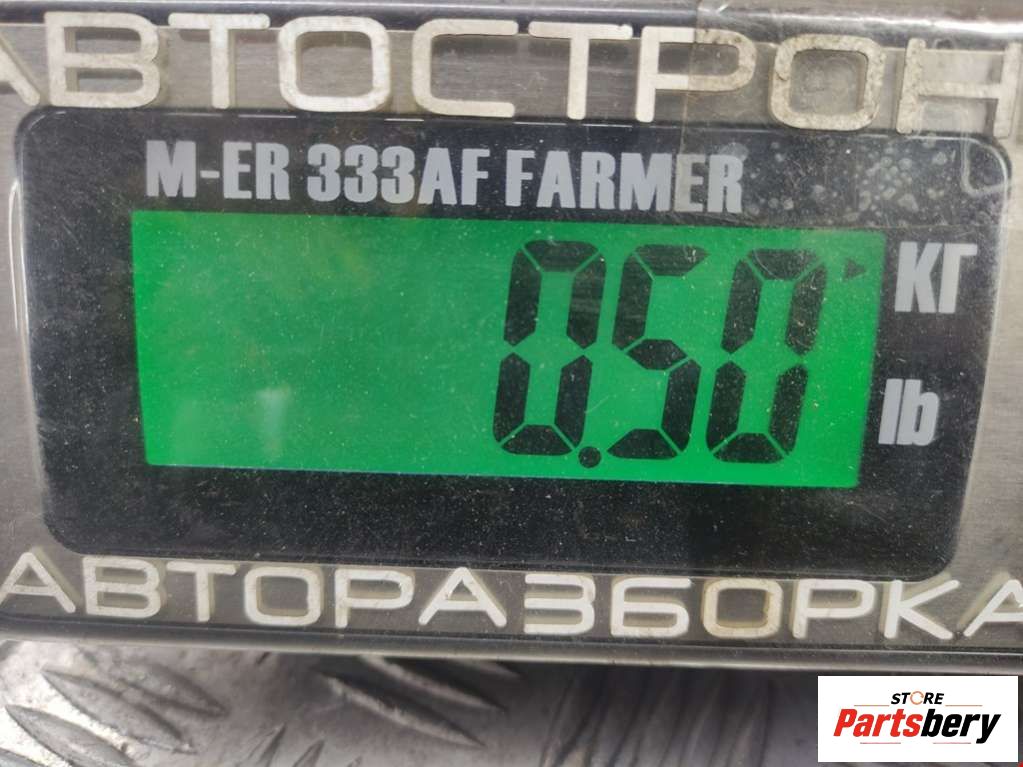 АВТОСТРОН
M-ER 333AF FARMER
0.50
КГ
lb
АВТОРАЗБОРКА
STORE
Partsbery